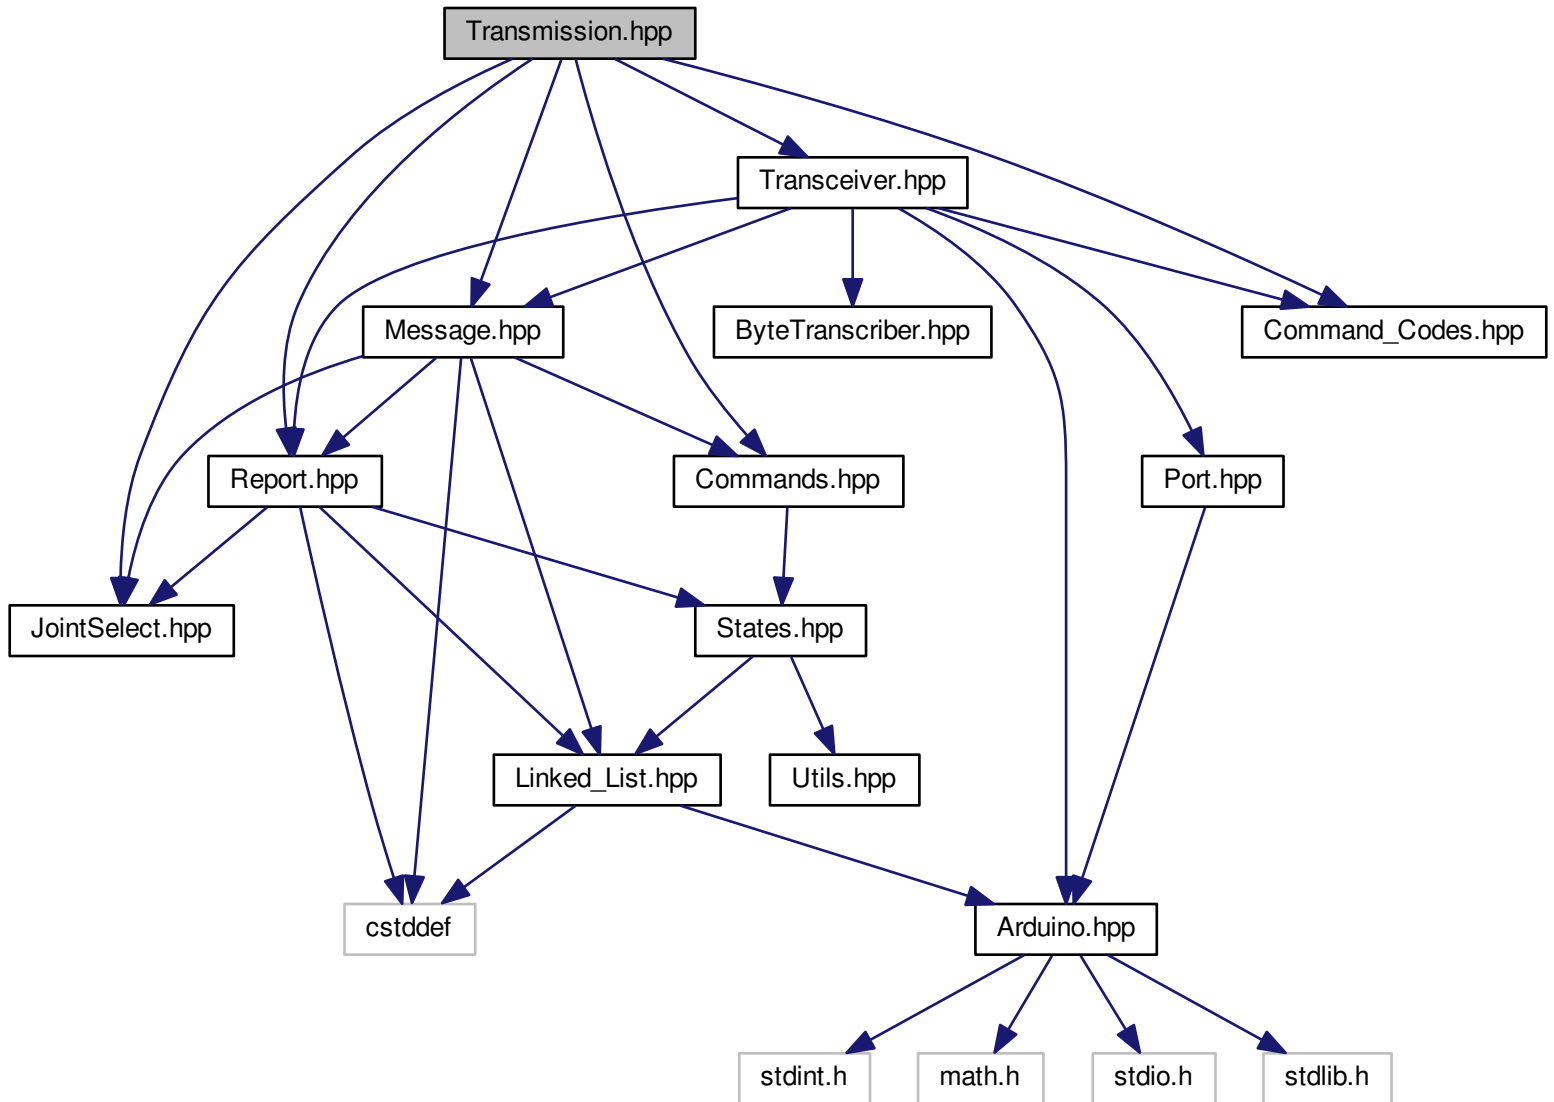 Transmission.hpp
Transceiver.hpp
Message.hpp
ByteTranscriber.hpp
Command_Codes.hpp
Report.hpp
Commands.hpp
Port.hpp
JointSelect.hpp
States.hpp
Linked_List.hpp
Utils.hpp
cstddef
Arduino.hpp
stdint.h
math.h
stdio.h
stdlib.h